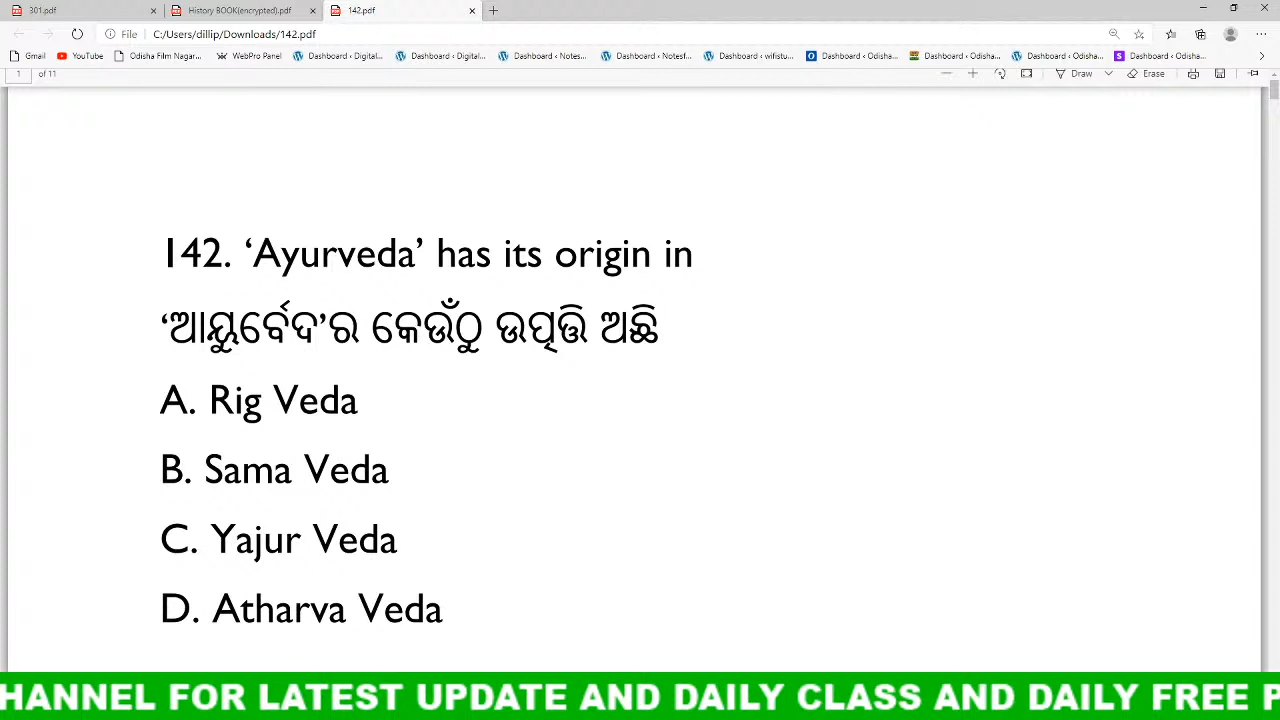 301.pdf
History BOOK(encrypted).pdf
142.pdf
File
C:/Users/dillip/Downloads/142.pdf
Gmail
YouTube
Odisha Film Nagar...
WebPro Panel
Dashboard ‹ Digital...
Dashboard ‹ Digital...
Dashboard ‹ Notes...
Dashboard ‹ Notesf...
Dashboard ‹ wifistu...
Dashboard ‹ Odisha...
Dashboard ‹ Odisha...
Dashboard ‹ Odisha...
Dashboard ‹ Odisha...
1 of 11
Draw
Erase
142. ‘Ayurveda’ has its origin in
‘ଆୟୁର୍ବେଦ’ର କେଉଁଠୁ ଉତ୍ପତ୍ତି ଅଛି
A. Rig Veda
B. Sama Veda
C. Yajur Veda
D. Atharva Veda
HANNEL FOR LATEST UPDATE AND DAILY CLASS AND DAILY FREE P